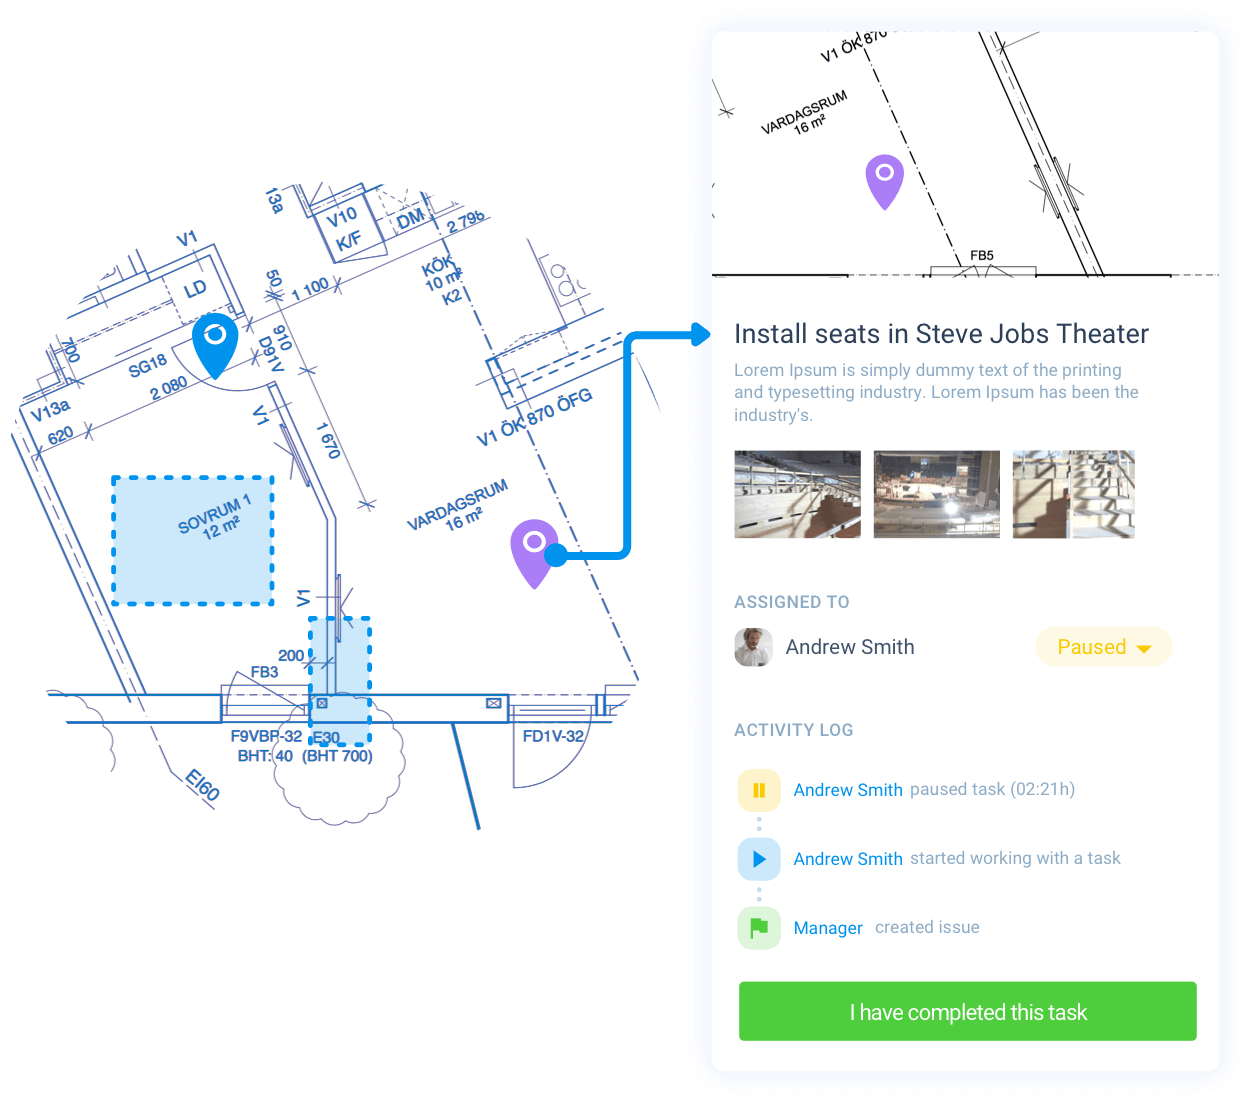 13a
V10
K/F
DM
2 795
V1
LD
50
1 100
KÖK
10 m²
K2
910
D91V
700
SG18
2 080
V13a
620
V1
1 670
V1 ÖK 870 ÖFG
SOVRUM 1
12 m²
VARDAGSRUM
16 m²
V1
200
FB3
F9VBP-32
E30
BHT: 40
(BHT 700)
FD1V-32
EI60
V1 ÖK 870
VARDAGSRUM
16 m²
FB5
Install seats in Steve Jobs Theater
Lorem Ipsum is simply dummy text of the printing
and typesetting industry. Lorem Ipsum has been the
industry's.
ASSIGNED TO
Andrew Smith
Paused
ACTIVITY LOG
Andrew Smith paused task (02:21h)
Andrew Smith started working with a task
Manager created issue
I have completed this task